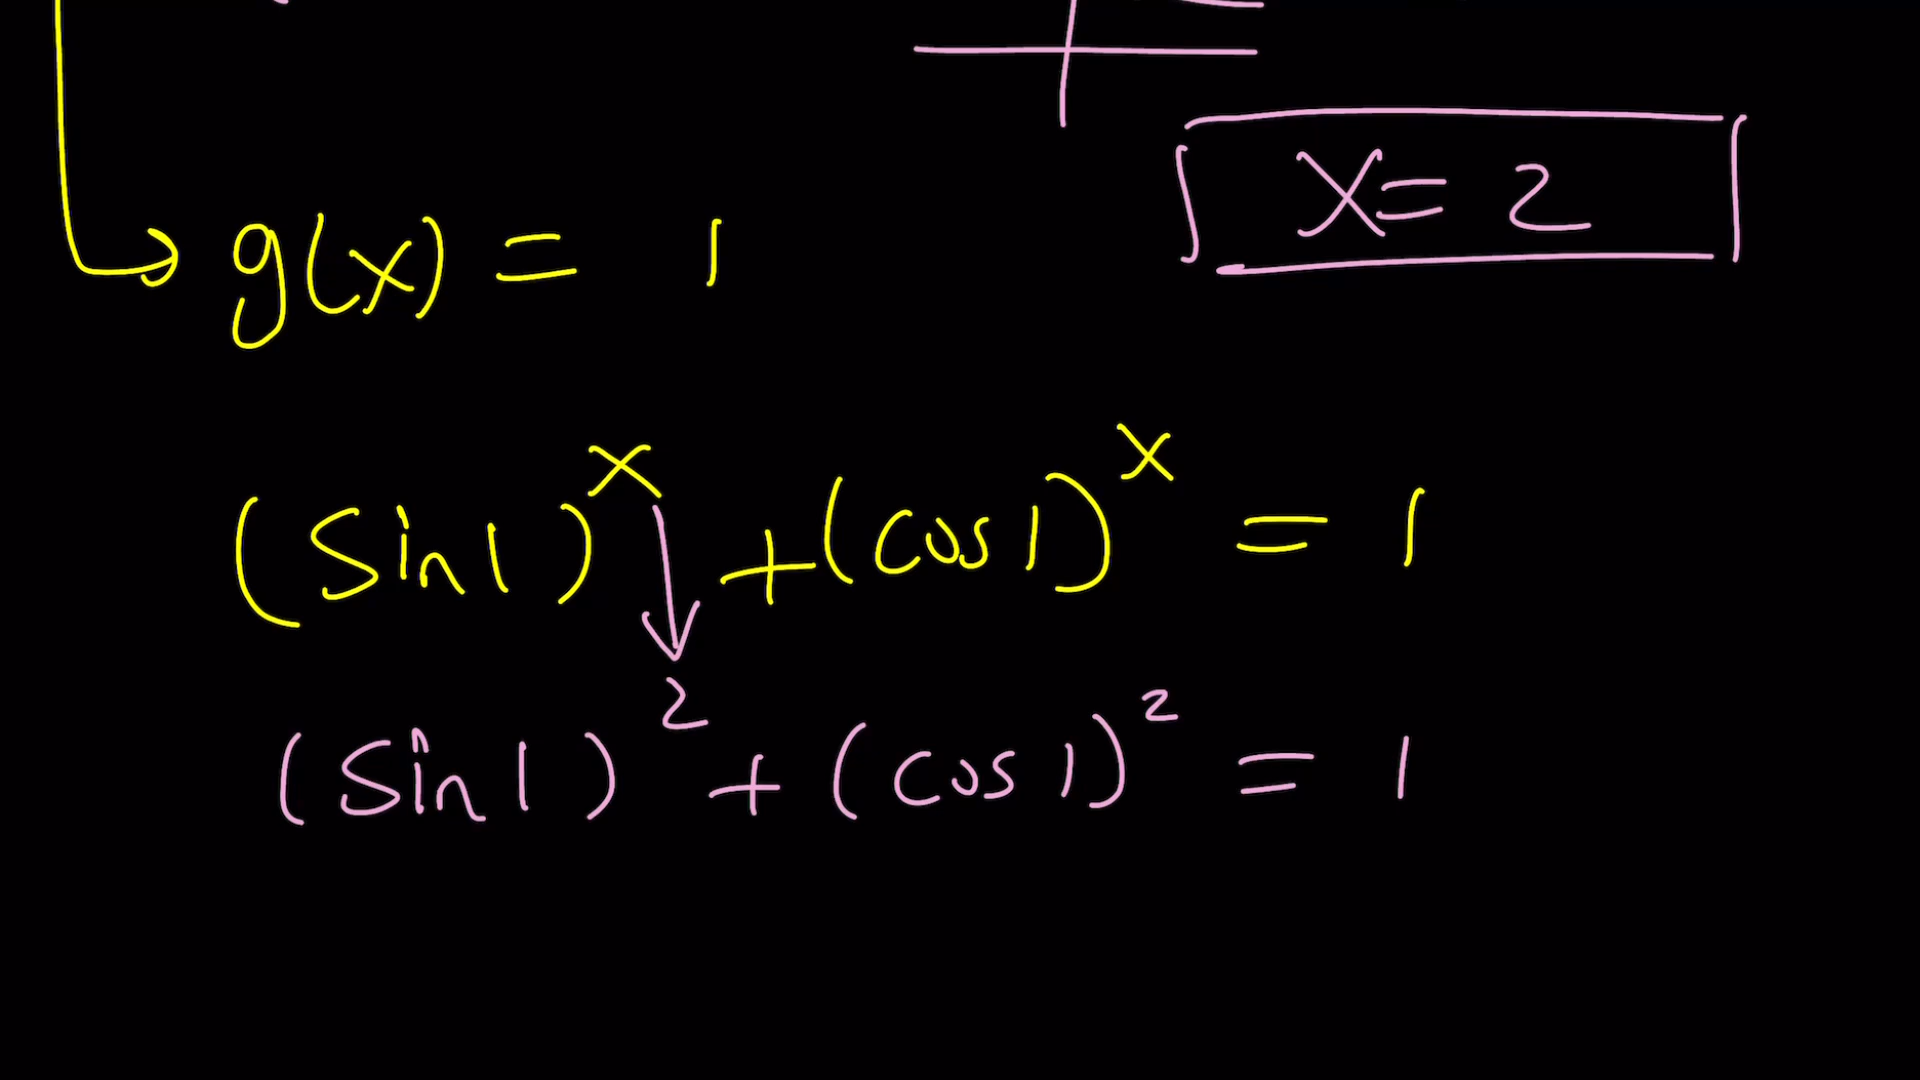 x = 2
g(x) = 1
(sin 1)^x + (cos 1)^x = 1
(sin 1)^2 + (cos 1)^2 = 1